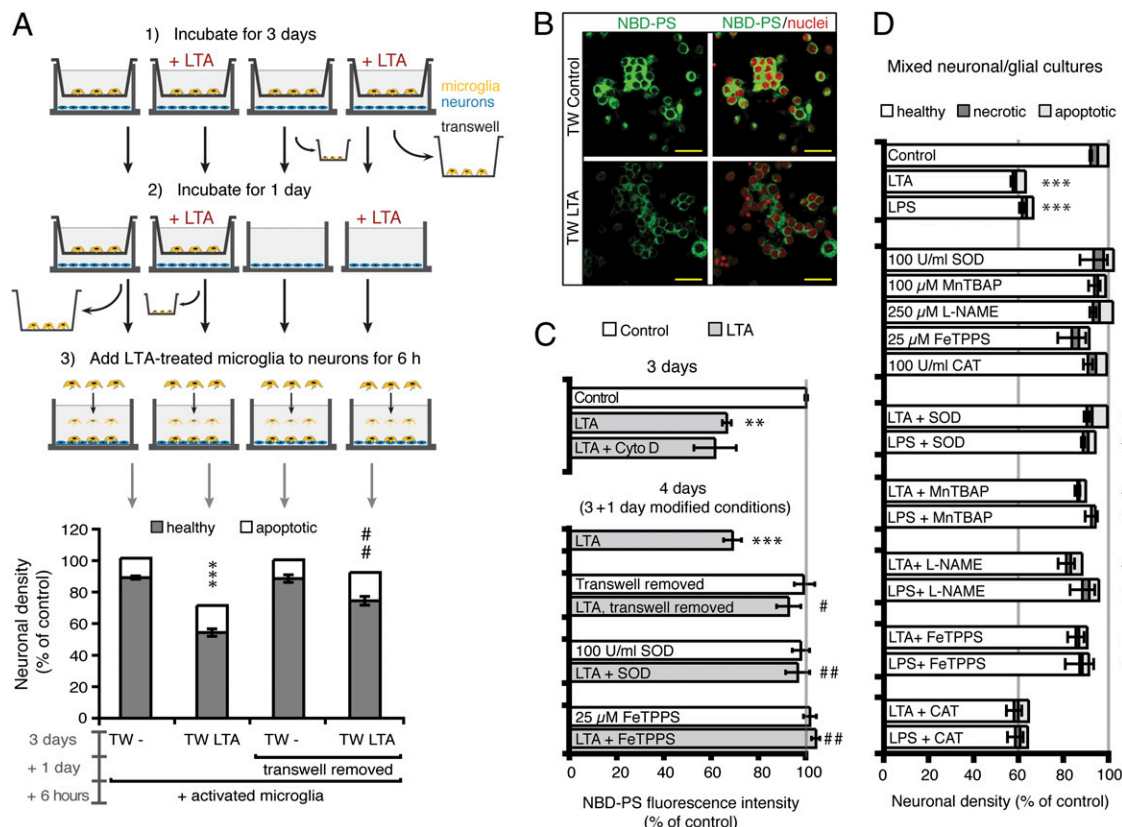 A
1) Incubate for 3 days
+ LTA
+ LTA
microglia
neurons
transwell
2) Incubate for 1 day
+ LTA
+ LTA
3) Add LTA-treated microglia to neurons for 6 h
healthy apoptotic
Neuronal density
(% of control)
120
100
80
60
40
20
0
***
##
3 days TW - TW LTA TW - TW LTA
+ 1 day transwell removed
+ 6 hours + activated microglia
B
NBD-PS NBD-PS/nuclei
TW Control
TW LTA
C
Control LTA
3 days
Control
LTA **
LTA + Cyto D
4 days
(3+1 day modified conditions)
LTA ***
Transwell removed
LTA, transwell removed #
100 U/ml SOD
LTA + SOD ##
25 µM FeTPPS
LTA + FeTPPS ##
0 20 40 60 80 100
NBD-PS fluorescence intensity
(% of control)
D
Mixed neuronal/glial cultures
healthy necrotic apoptotic
Control
LTA ***
LPS ***
100 U/ml SOD
100 µM MnTBAP
250 µM L-NAME
25 µM FeTPPS
100 U/ml CAT
LTA + SOD
LPS + SOD
LTA + MnTBAP
LPS + MnTBAP
LTA+ L-NAME
LPS+ L-NAME
LTA+ FeTPPS
LPS+ FeTPPS
LTA + CAT
LPS + CAT
0 20 40 60 80 100
Neuronal density (% of control)